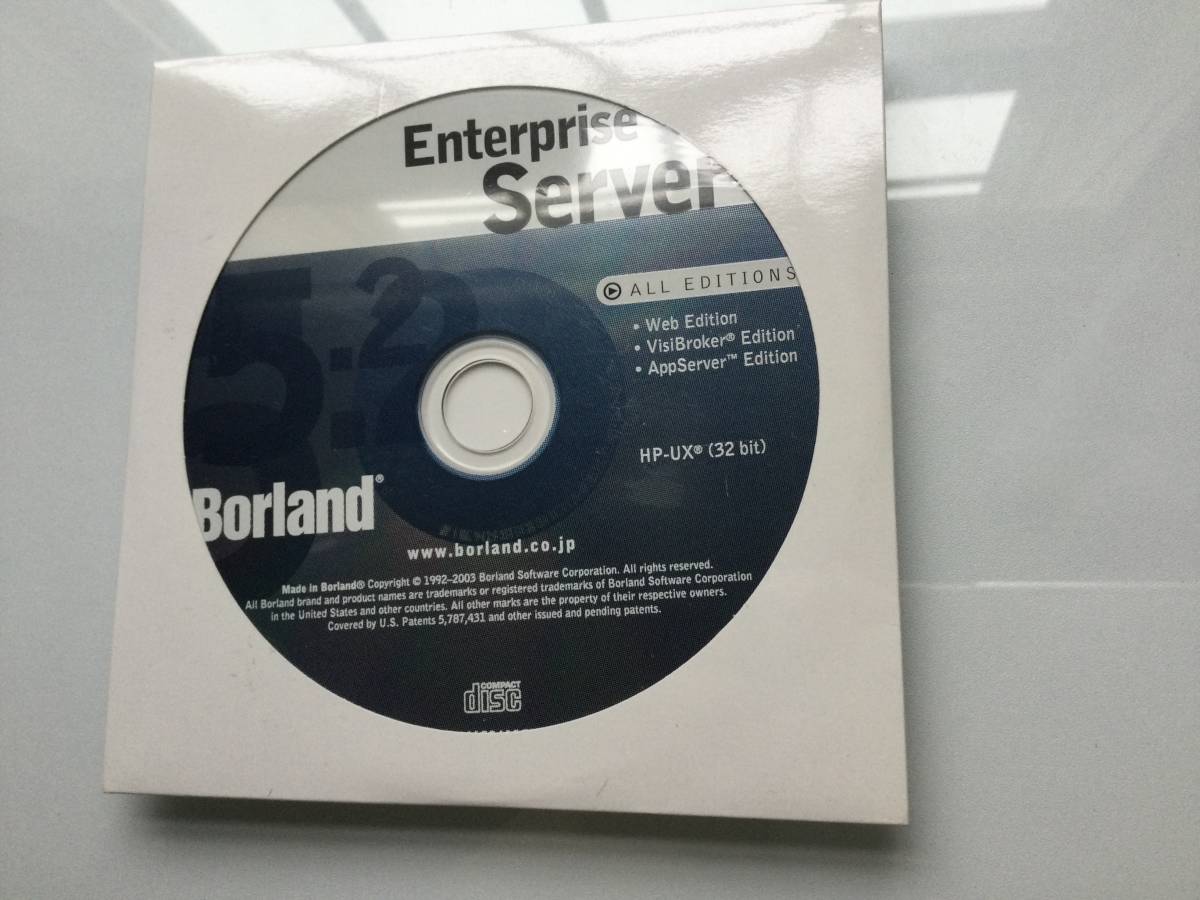 Enterprise
Server
5.2
ALL EDITIONS
• Web Edition
• VisiBroker® Edition
• AppServer™ Edition
HP-UX® (32 bit)
Borland®
www.borland.co.jp
Made in Borland® Copyright © 1992–2003 Borland Software Corporation. All rights reserved.
All Borland brand and product names are trademarks or registered trademarks of Borland Software Corporation
in the United States and other countries. All other marks are the property of their respective owners.
Covered by U.S. Patents 5,787,431 and other issued and pending patents.
COMPACT
disc